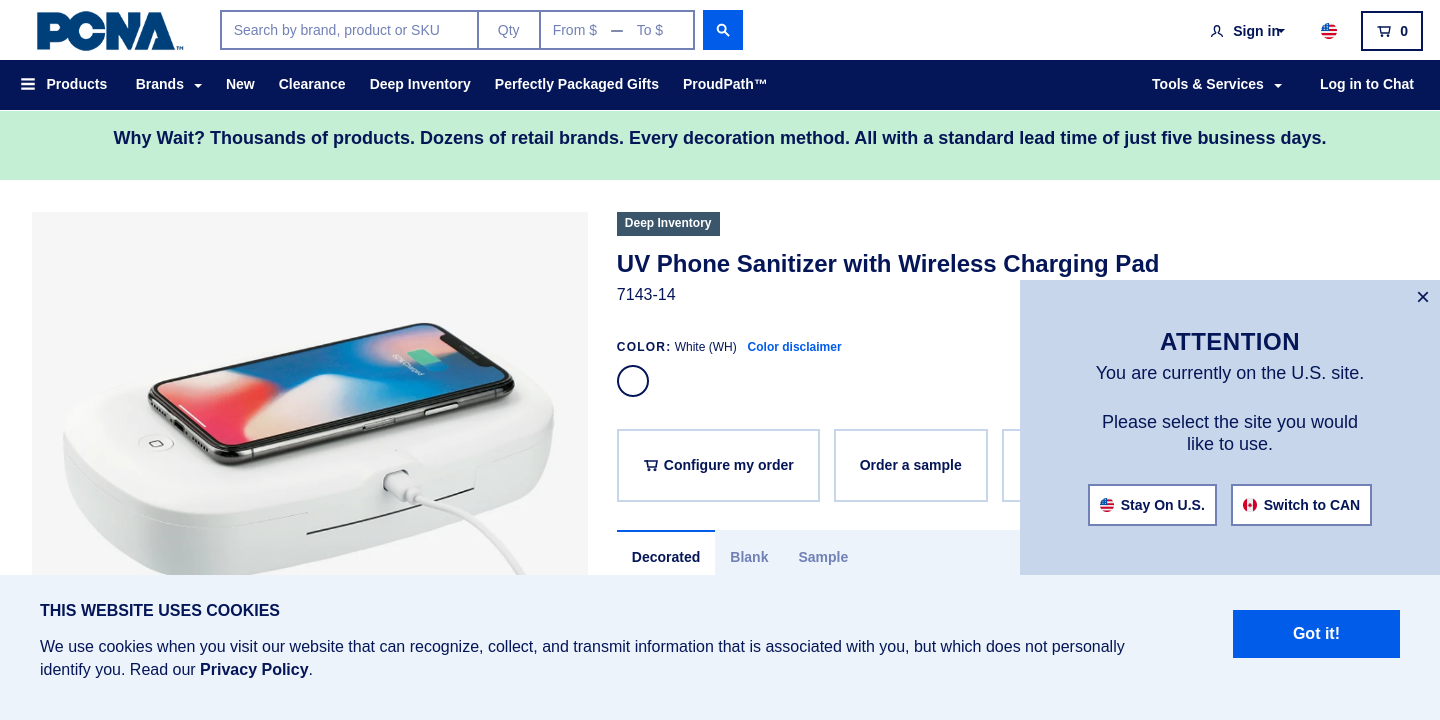 PCNA™
Search by brand, product or SKU
Qty
From $ — To $
Sign in
0
Products
Brands
New
Clearance
Deep Inventory
Perfectly Packaged Gifts
ProudPath™
Tools & Services
Log in to Chat
Why Wait? Thousands of products. Dozens of retail brands. Every decoration method. All with a standard lead time of just five business days.
Deep Inventory
UV Phone Sanitizer with Wireless Charging Pad
7143-14
COLOR: White (WH) Color disclaimer
Configure my order
Order a sample
Decorated
Blank
Sample
×
ATTENTION
You are currently on the U.S. site.
Please select the site you would
like to use.
Stay On U.S.
Switch to CAN
THIS WEBSITE USES COOKIES
We use cookies when you visit our website that can recognize, collect, and transmit information that is associated with you, but which does not personally
identify you. Read our Privacy Policy.
Got it!